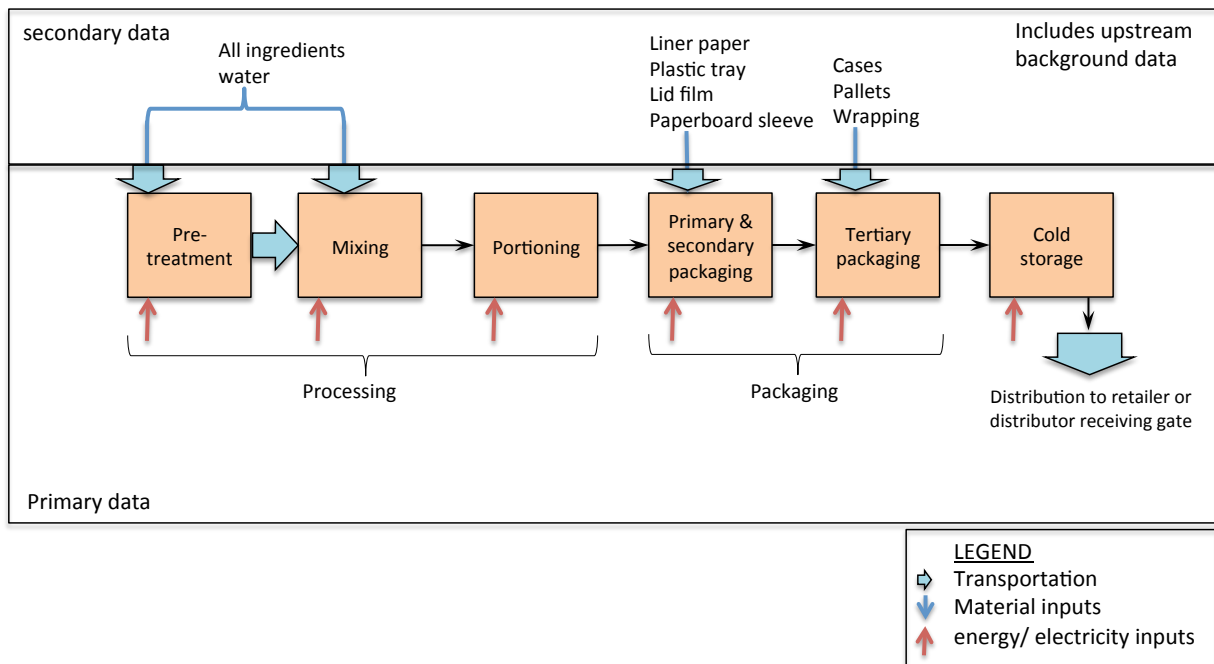 secondary data
Includes upstream
background data
All ingredients
water
Liner paper
Plastic tray
Lid film
Paperboard sleeve
Cases
Pallets
Wrapping
Pre-
treatment
Mixing
Portioning
Primary &
secondary
packaging
Tertiary
packaging
Cold
storage
Processing
Packaging
Distribution to retailer or
distributor receiving gate
Primary data
LEGEND
Transportation
Material inputs
energy/ electricity inputs